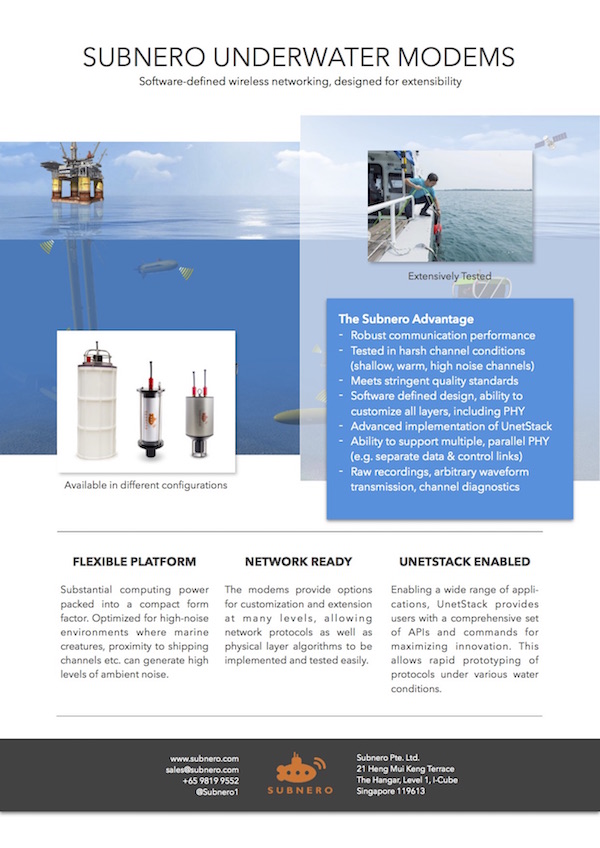 SUBNERO UNDERWATER MODEMS
Software-defined wireless networking, designed for extensibility
Extensively Tested
The Subnero Advantage
- Robust communication performance
- Tested in harsh channel conditions
(shallow, warm, high noise channels)
- Meets stringent quality standards
- Software defined design, ability to
customize all layers, including PHY
- Advanced implementation of UnetStack
- Ability to support multiple, parallel PHY
(e.g. separate data & control links)
- Raw recordings, arbitrary waveform
transmission, channel diagnostics
Available in different configurations
FLEXIBLE PLATFORM
Substantial computing power
packed into a compact form
factor. Optimized for high-noise
environments where marine
creatures, proximity to shipping
channels etc. can generate high
levels of ambient noise.
NETWORK READY
The modems provide options
for customization and extension
at many levels, allowing
network protocols as well as
physical layer algorithms to be
implemented and tested easily.
UNETSTACK ENABLED
Enabling a wide range of appli-
cations, UnetStack provides
users with a comprehensive set
of APIs and commands for
maximizing innovation. This
allows rapid prototyping of
protocols under various water
conditions.
www.subnero.com
sales@subnero.com
+65 9819 9552
@Subnero1
SUBNERO
Subnero Pte. Ltd.
21 Heng Mui Keng Terrace
The Hangar, Level 1, I-Cube
Singapore 119613